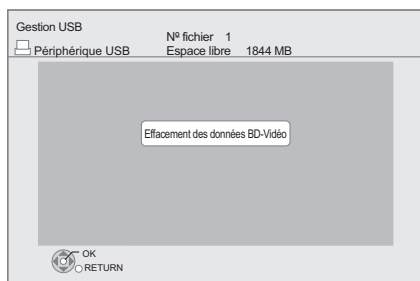 Gestion USB
Nº fichier 1
Périphérique USB Espace libre 1844 MB
Effacement des données BD-Vidéo
OK
RETURN